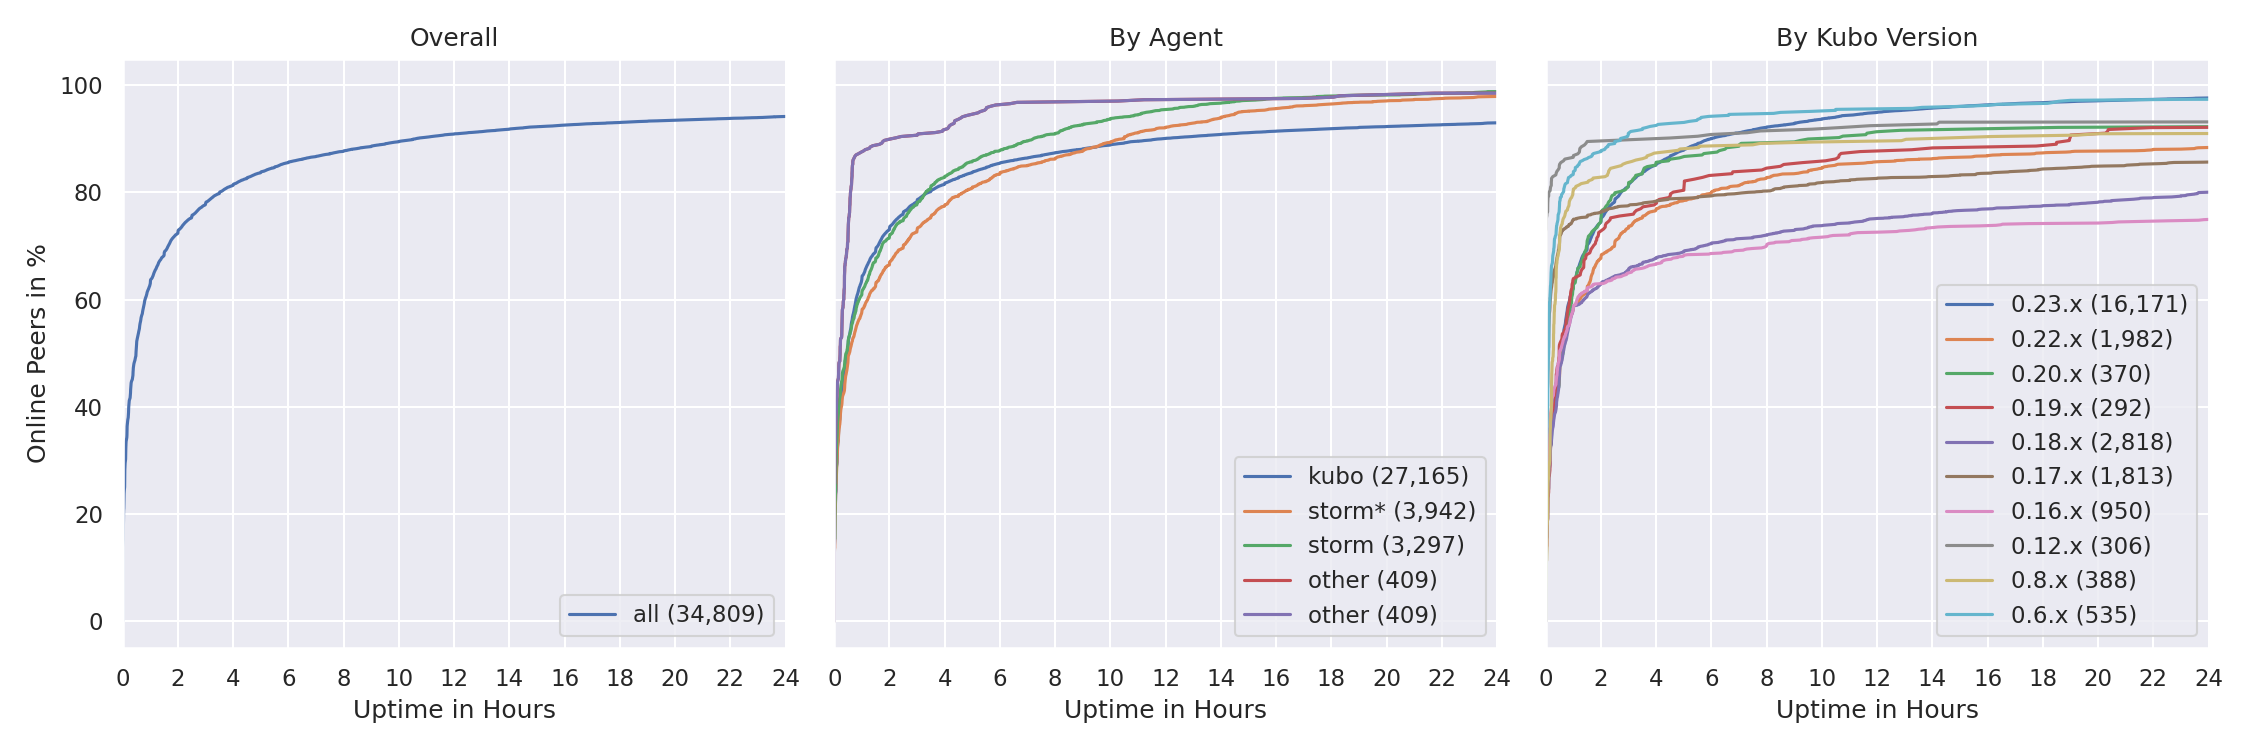 Overall
By Agent
By Kubo Version
Online Peers in %
100
80
60
40
20
0
all (34,809)
0 2 4 6 8 10 12 14 16 18 20 22 24
Uptime in Hours
kubo (27,165)
storm* (3,942)
storm (3,297)
other (409)
other (409)
0 2 4 6 8 10 12 14 16 18 20 22 24
Uptime in Hours
0.23.x (16,171)
0.22.x (1,982)
0.20.x (370)
0.19.x (292)
0.18.x (2,818)
0.17.x (1,813)
0.16.x (950)
0.12.x (306)
0.8.x (388)
0.6.x (535)
0 2 4 6 8 10 12 14 16 18 20 22 24
Uptime in Hours